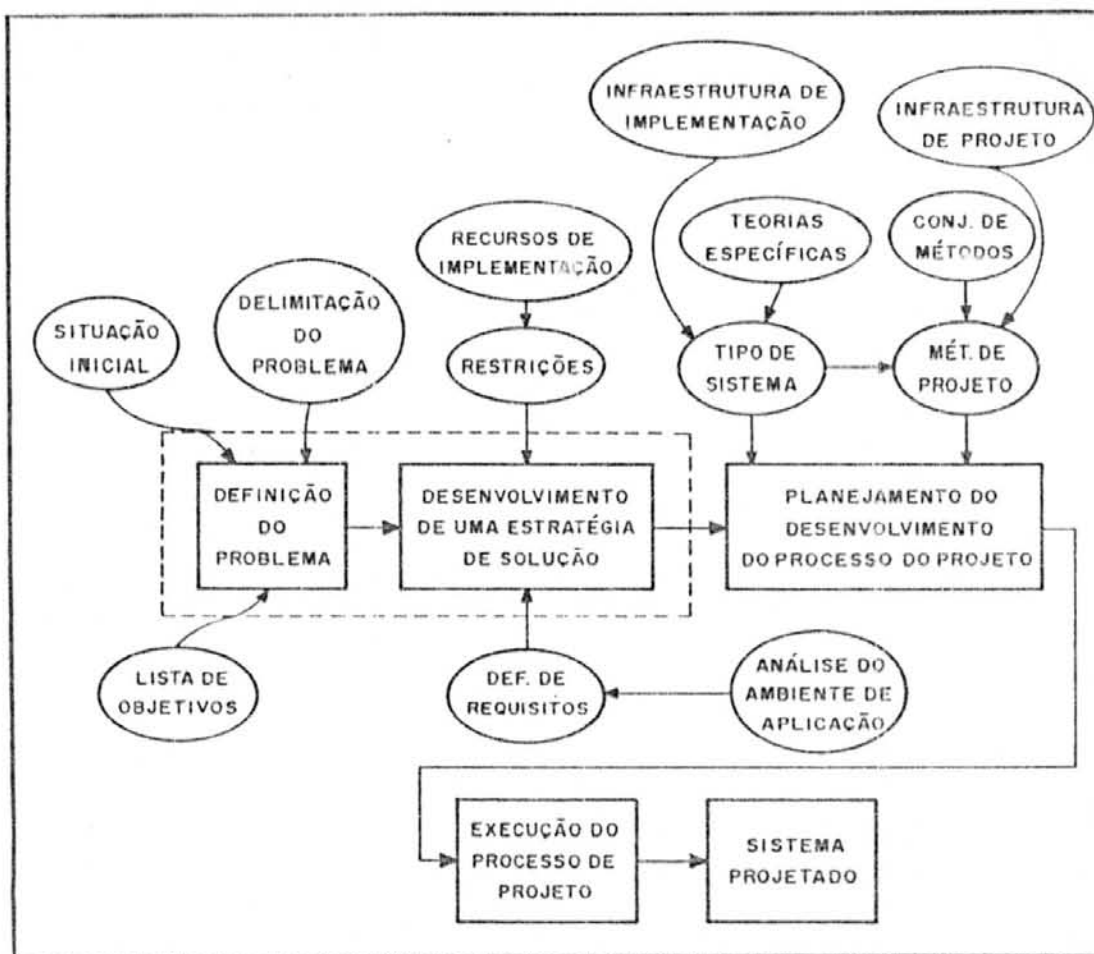 INFRAESTRUTURA DE
IMPLEMENTAÇÃO
INFRAESTRUTURA
DE PROJETO
TEORIAS
ESPECÍFICAS
CONJ. DE
MÉTODOS
RECURSOS DE
IMPLEMENTAÇÃO
DELIMITAÇÃO
DO
PROBLEMA
SITUAÇÃO
INICIAL
RESTRIÇÕES
TIPO DE
SISTEMA
MÉT. DE
PROJETO
DEFINIÇÃO
DO
PROBLEMA
DESENVOLVIMENTO
DE UMA ESTRATÉGIA
DE SOLUÇÃO
PLANEJAMENTO DO
DESENVOLVIMENTO
DO PROCESSO DO PROJETO
LISTA DE
OBJETIVOS
DEF. DE
REQUISITOS
ANÁLISE DO
AMBIENTE DE
APLICAÇÃO
EXECUÇÃO DO
PROCESSO DE
PROJETO
SISTEMA
PROJETADO